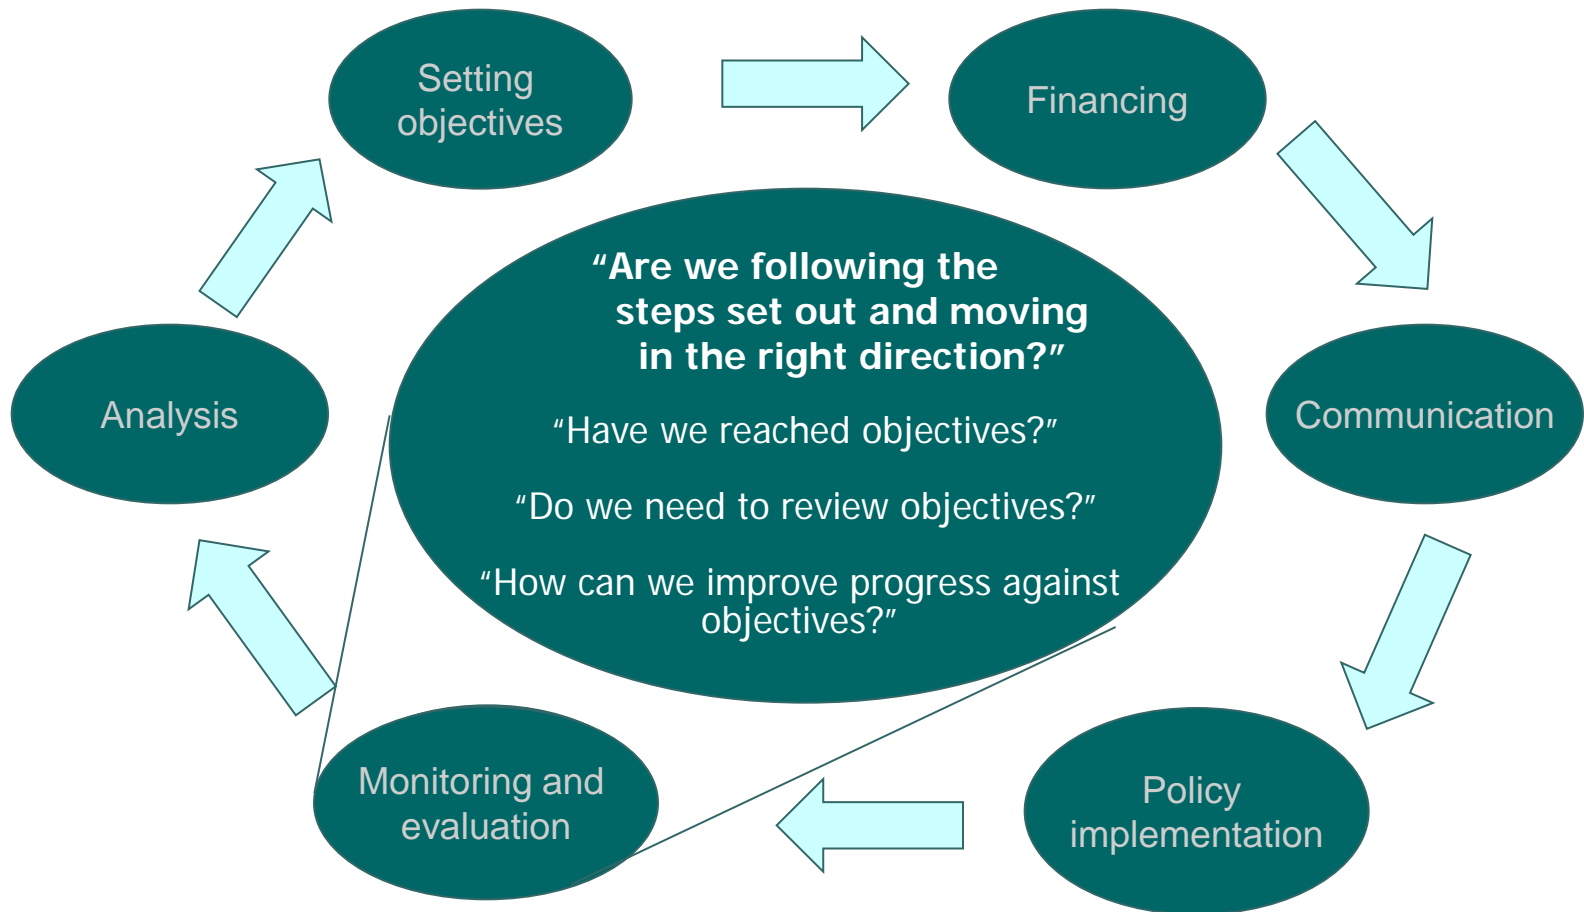 Setting
objectives
Financing
“Are we following the
steps set out and moving
in the right direction?”
Analysis
“Have we reached objectives?”
Communication
“Do we need to review objectives?”
“How can we improve progress against
objectives?”
Monitoring and
evaluation
Policy
implementation